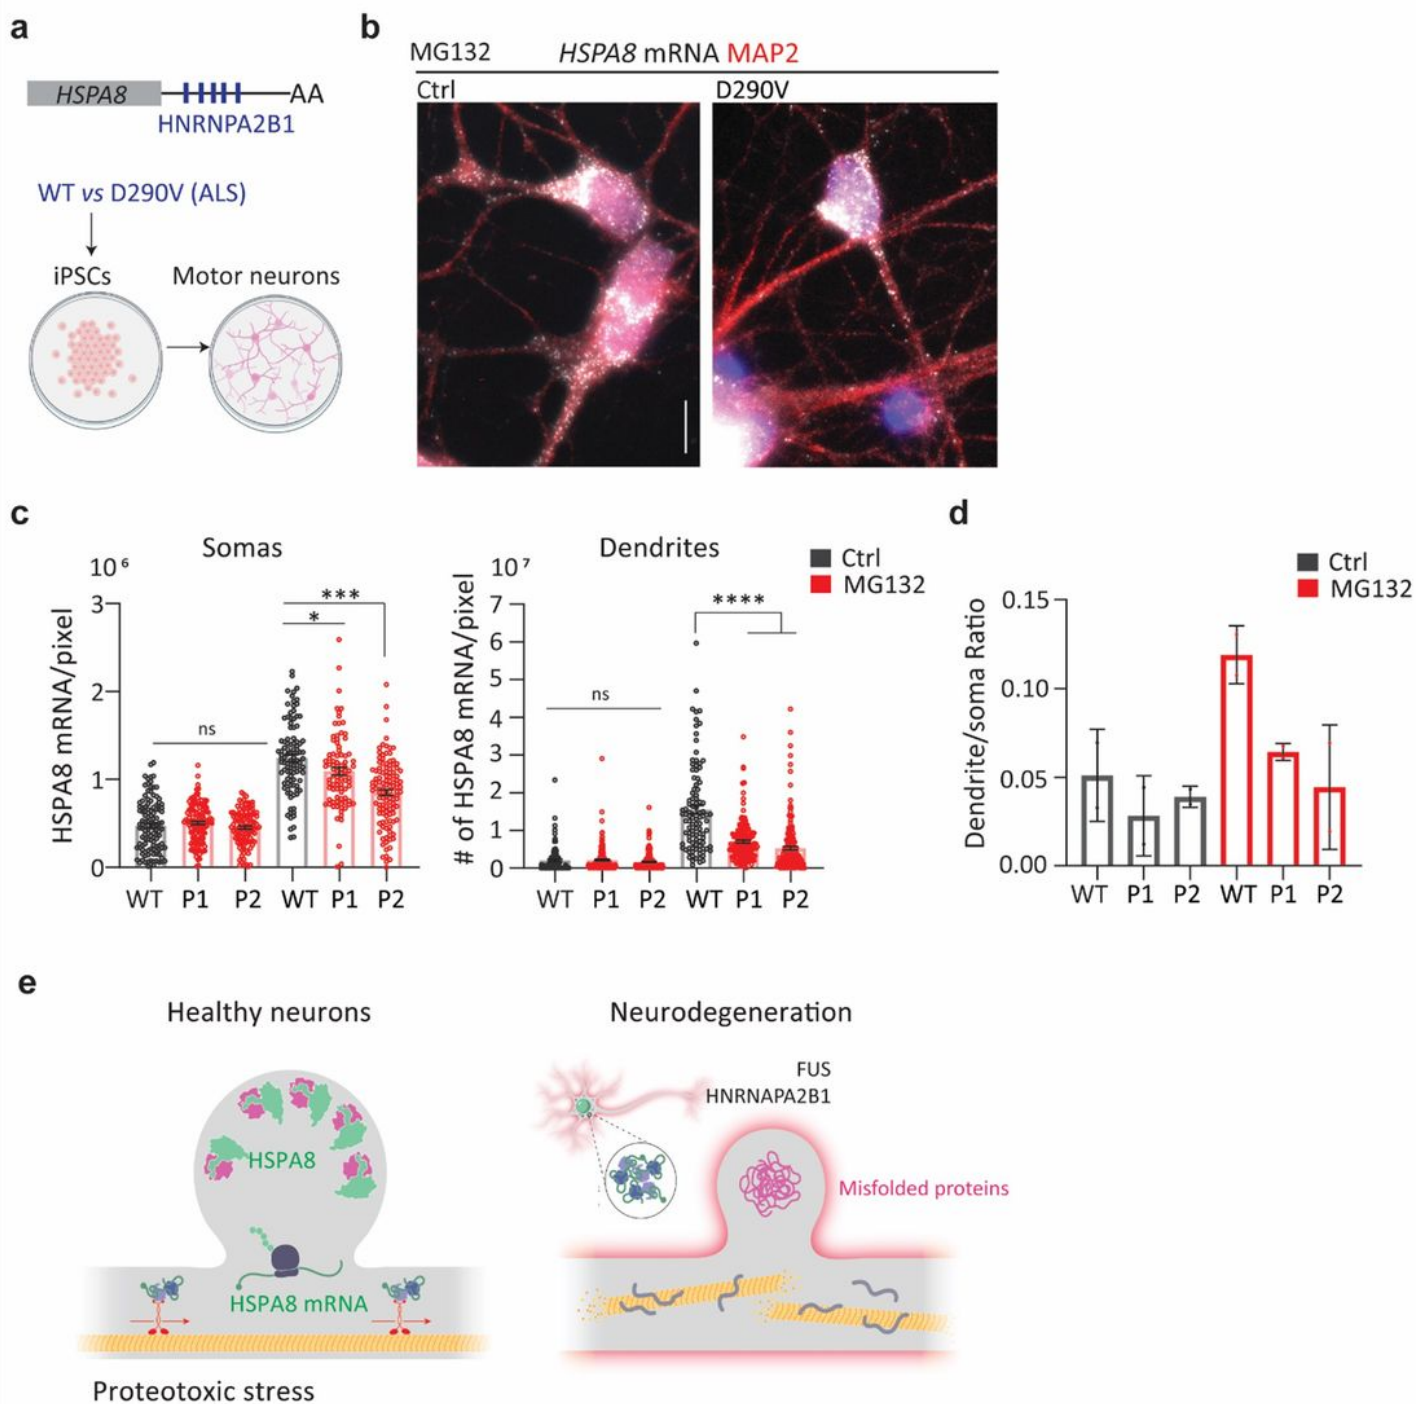 a
HSPA8
AA
HNRNPA2B1
WT vs D290V (ALS)
iPSCs
Motor neurons
b
MG132
HSPA8 mRNA MAP2
Ctrl
D290V
c
Somas
10⁶
HSPA8 mRNA/pixel
3
2
1
0
ns
*
***
WT
P1
P2
WT
P1
P2
Dendrites
10⁷
# of HSPA8 mRNA/pixel
7
6
5
4
3
2
1
0
ns
****
WT
P1
P2
WT
P1
P2
Ctrl
MG132
d
Dendrite/soma Ratio
0.15
0.10
0.05
0.00
WT
P1
P2
WT
P1
P2
Ctrl
MG132
e
Healthy neurons
HSPA8
HSPA8 mRNA
Proteotoxic stress
Neurodegeneration
FUS
HNRNAPA2B1
Misfolded proteins